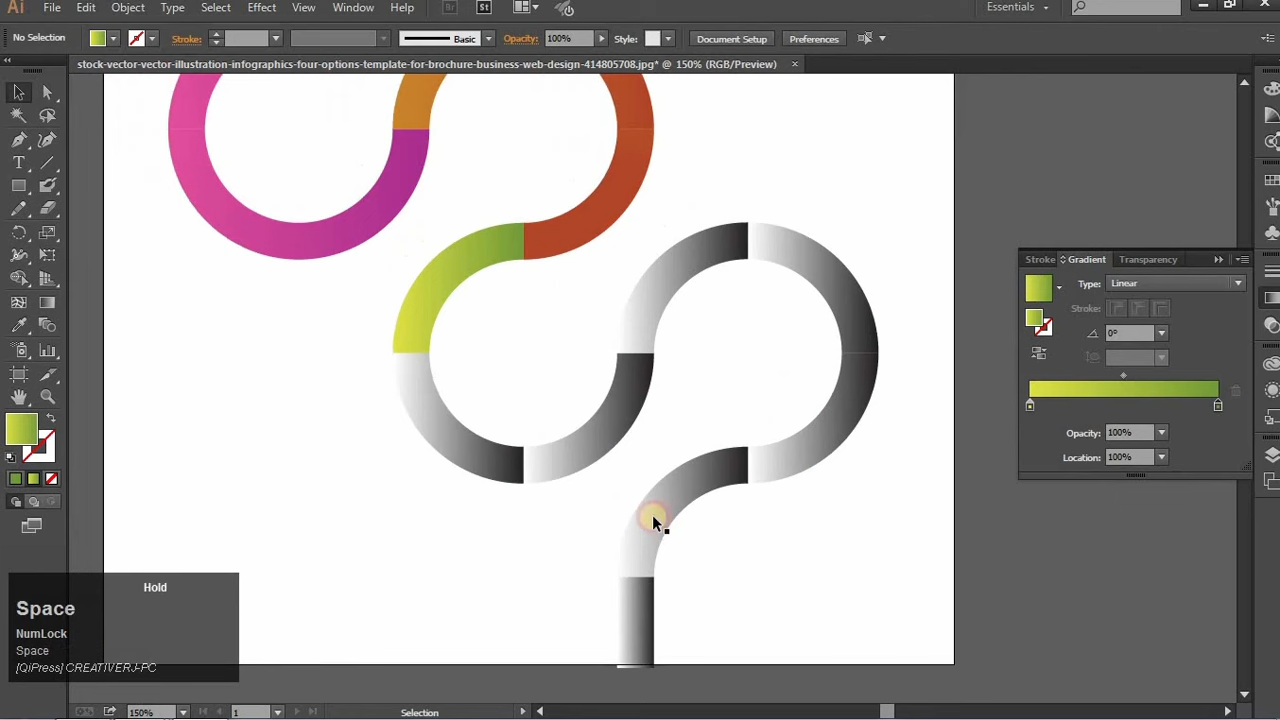 Ai File Edit Object Type Select Effect View Window Help Br St Essentials
No Selection Stroke: Basic Opacity: 100% Style: Document Setup Preferences
stock-vector-vector-illustration-infographics-four-options-template-for-brochure-business-web-design-414805708.jpg* @ 150% (RGB/Preview)
Stroke Gradient Transparency
Type: Linear
Stroke:
0°
Opacity: 100%
Location: 100%
Hold
Space
NumLock
Space
[QiPress] CREATIVERJ-PC
150% 1 Selection